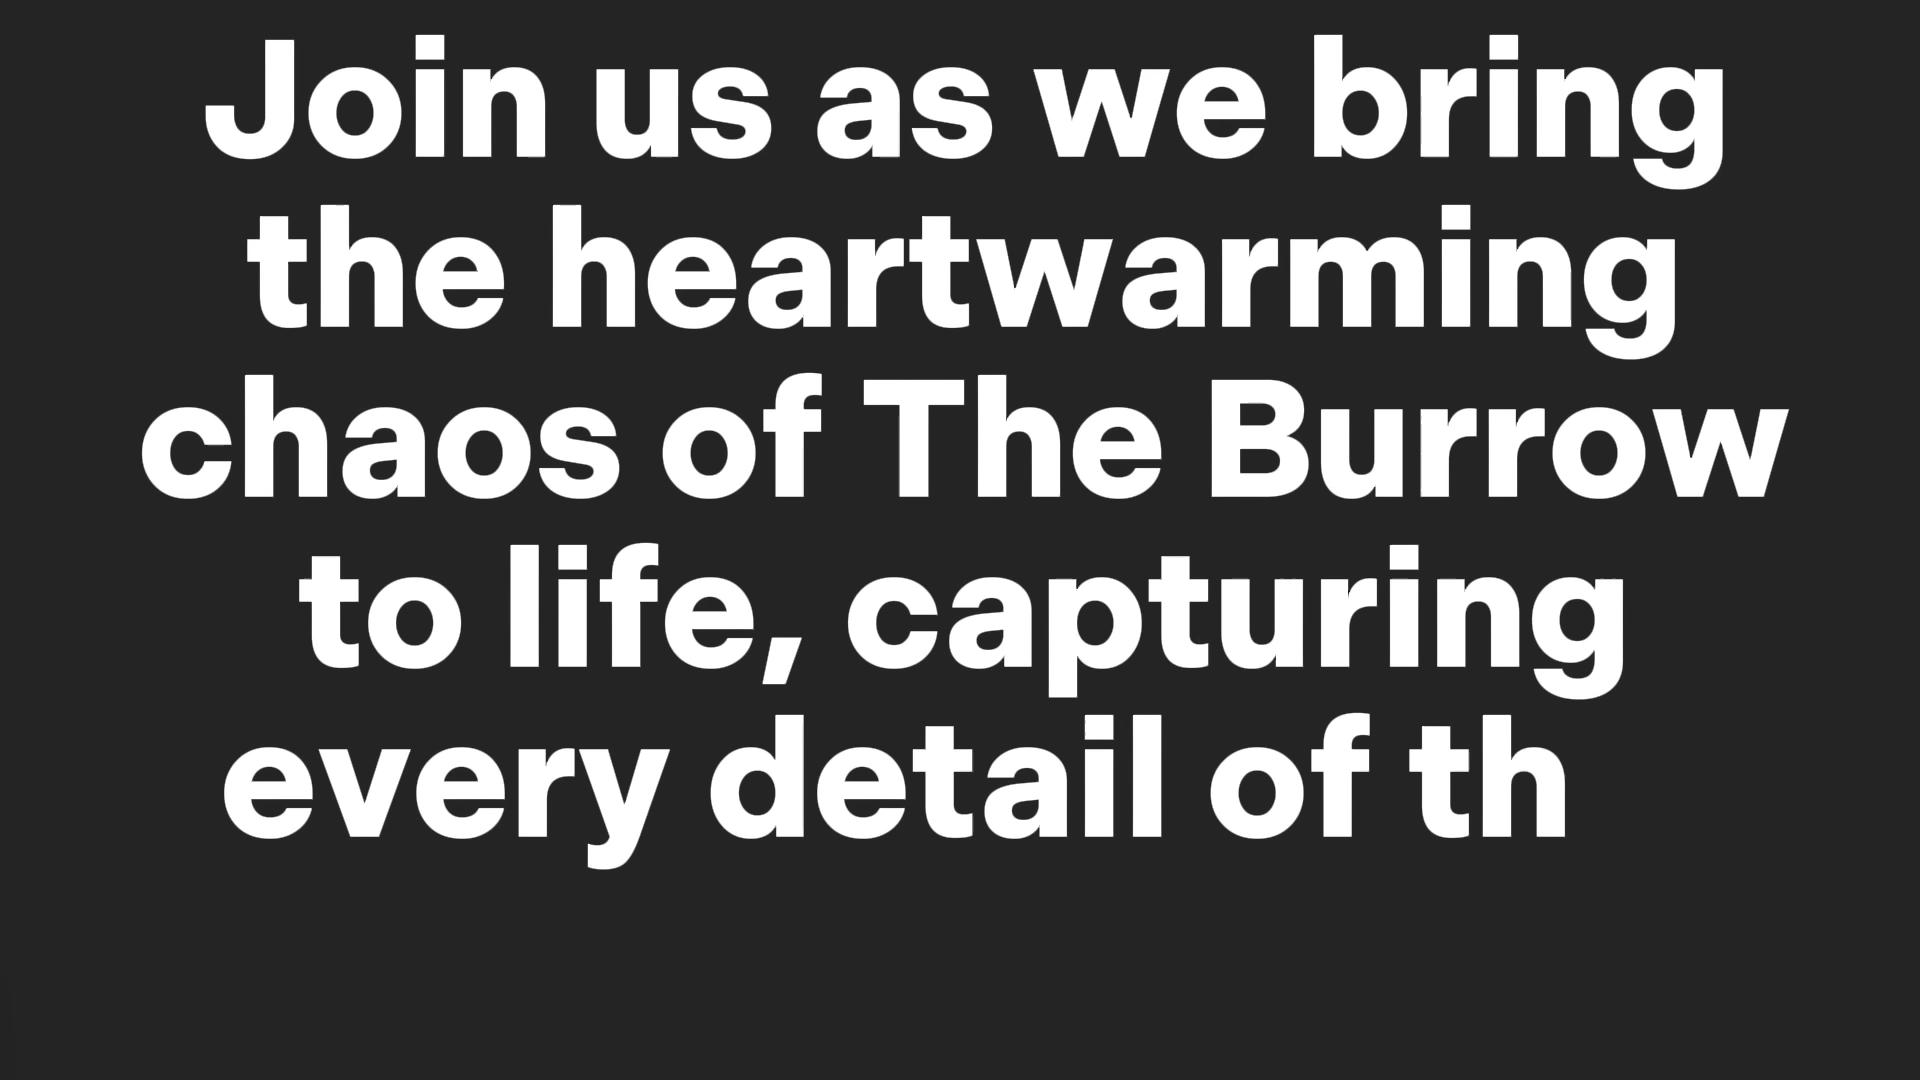 Join us as we bring
the heartwarming
chaos of The Burrow
to life, capturing
every detail of th